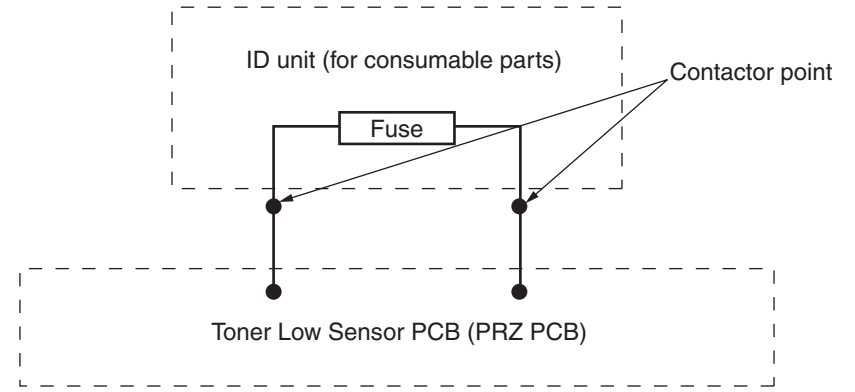 ID unit (for consumable parts)
Contactor point
Fuse
Toner Low Sensor PCB (PRZ PCB)